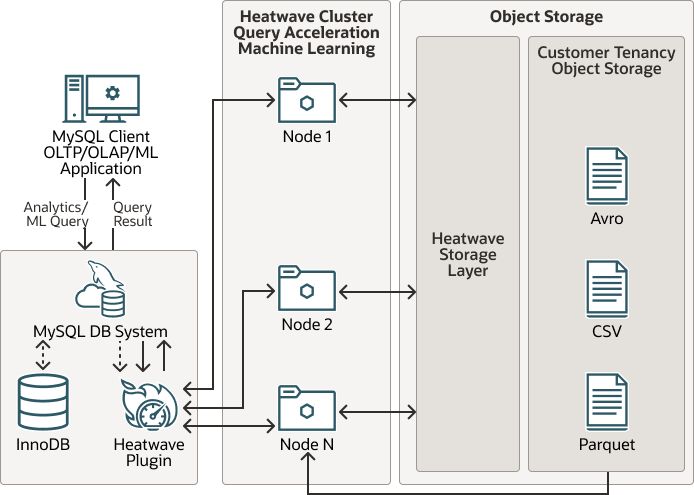 Heatwave Cluster
Query Acceleration
Machine Learning
Object Storage
Customer Tenancy
Object Storage
MySQL Client
OLTP/OLAP/ML
Application
Node 1
Analytics/
ML Query
Query
Result
Avro
Heatwave
Storage
Layer
MySQL DB System
Node 2
CSV
InnoDB
Heatwave
Plugin
Node N
Parquet